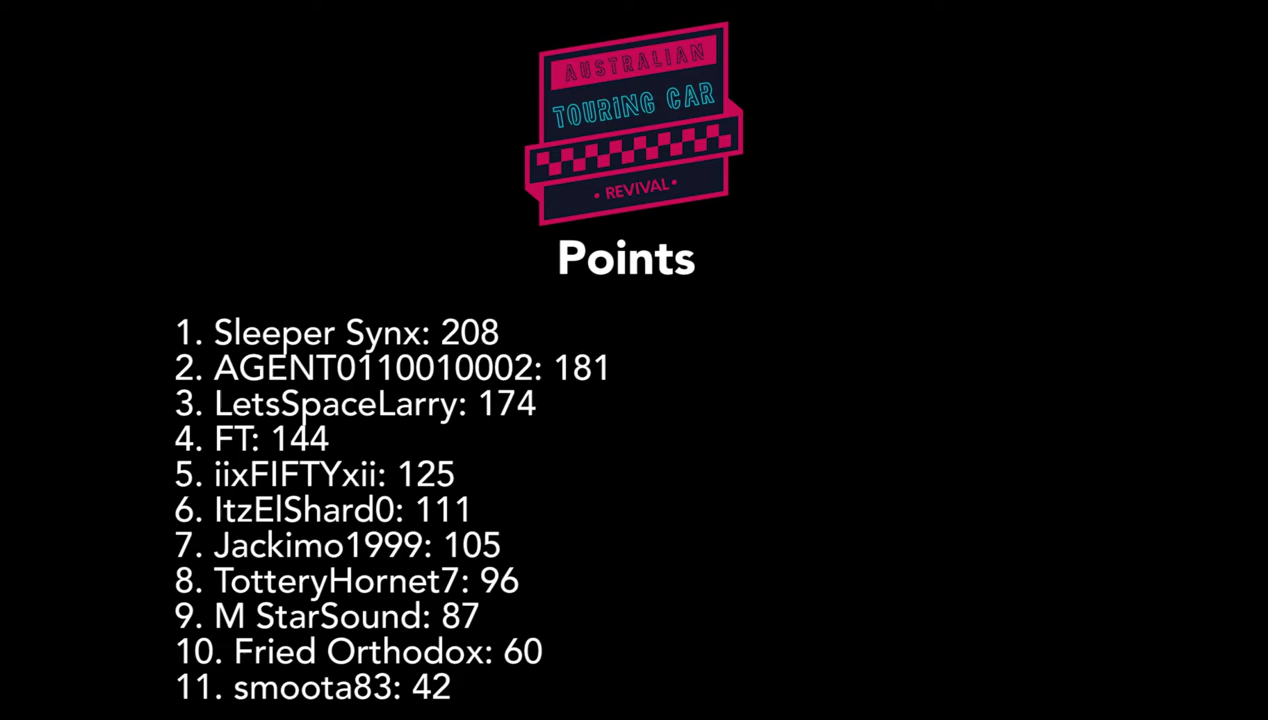 AUSTRALIAN
TOURING CAR
• REVIVAL •
Points
1. Sleeper Synx: 208
2. AGENT0110010002: 181
3. LetsSpaceLarry: 174
4. FT: 144
5. iixFIFTYxii: 125
6. ItzElShard0: 111
7. Jackimo1999: 105
8. TotteryHornet7: 96
9. M StarSound: 87
10. Fried Orthodox: 60
11. smoota83: 42